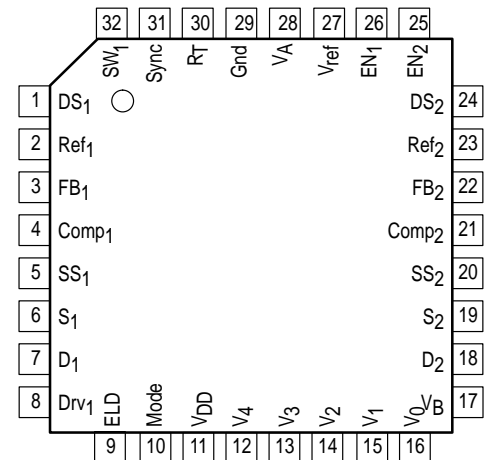 32 31 30 29 28 27 26 25
SW1 Sync RT Gnd VA Vref EN1 EN2
1 DS1 DS2 24
2 Ref1 Ref2 23
3 FB1 FB2 22
4 Comp1 Comp2 21
5 SS1 SS2 20
6 S1 S2 19
7 D1 D2 18
8 Drv1 VB 17
ELD Mode VDD V4 V3 V2 V1 V0
9 10 11 12 13 14 15 16